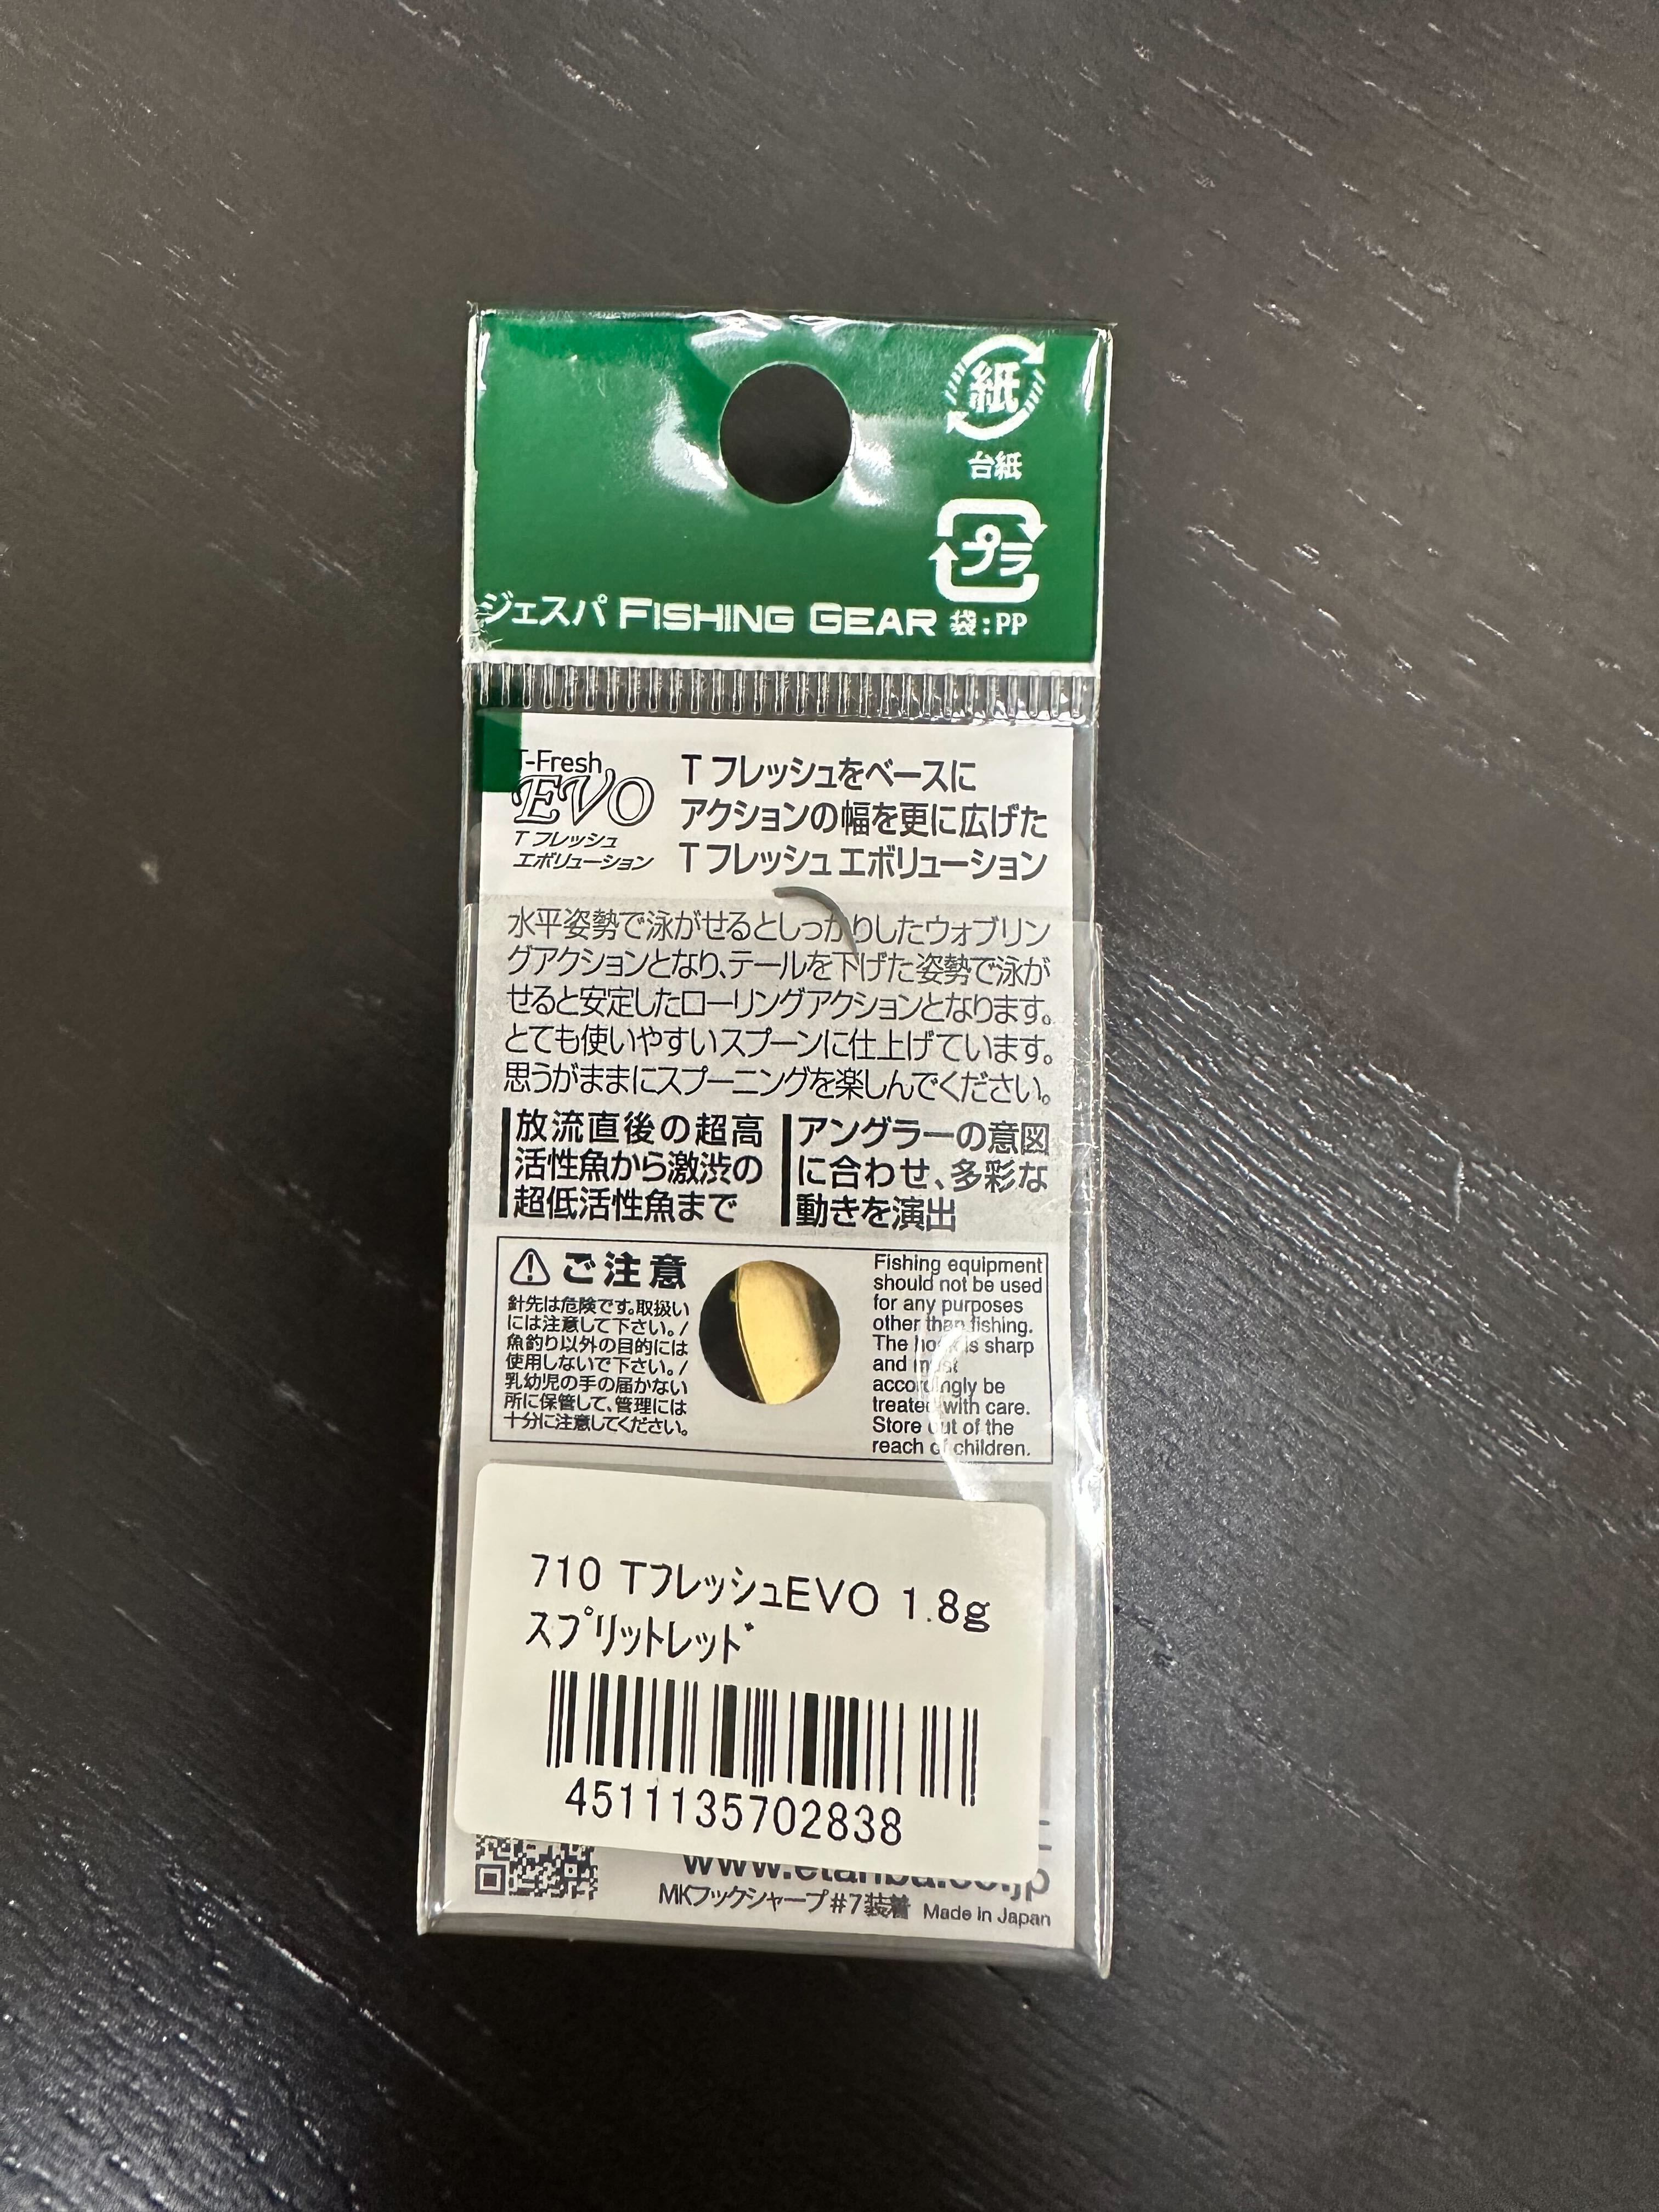 紙
台紙
プラ
ジェスパ FISHING GEAR 袋:PP
T-Fresh
EVO
T フレッシュ
エボリューション
T フレッシュをベースに
アクションの幅を更に広げた
T フレッシュ エボリューション
水平姿勢で泳がせるとしっかりしたウォブリン
グアクションとなり、テールを下げた姿勢で泳が
せると安定したローリングアクションとなります。
とても使いやすいスプーンに仕上げています。
思うがままにスプーニングを楽しんでください。
放流直後の超高
活性魚から激渋の
超低活性魚まで
アングラーの意図
に合わせ、多彩な
動きを演出
ご注意
針先は危険です。取扱い
には注意して下さい。/
魚釣り以外の目的には
使用しないで下さい。/
乳幼児の手の届かない
所に保管して、管理には
十分に注意してください。
Fishing equipment
should not be used
for any purposes
other than fishing.
The hook is sharp
and must
accordingly be
treated with care.
Store out of the
reach of children.
710 TフレッシュEVO 1.8g
スプリットレッド
4511135702838
MKフックシャープ#7装着 Made in Japan